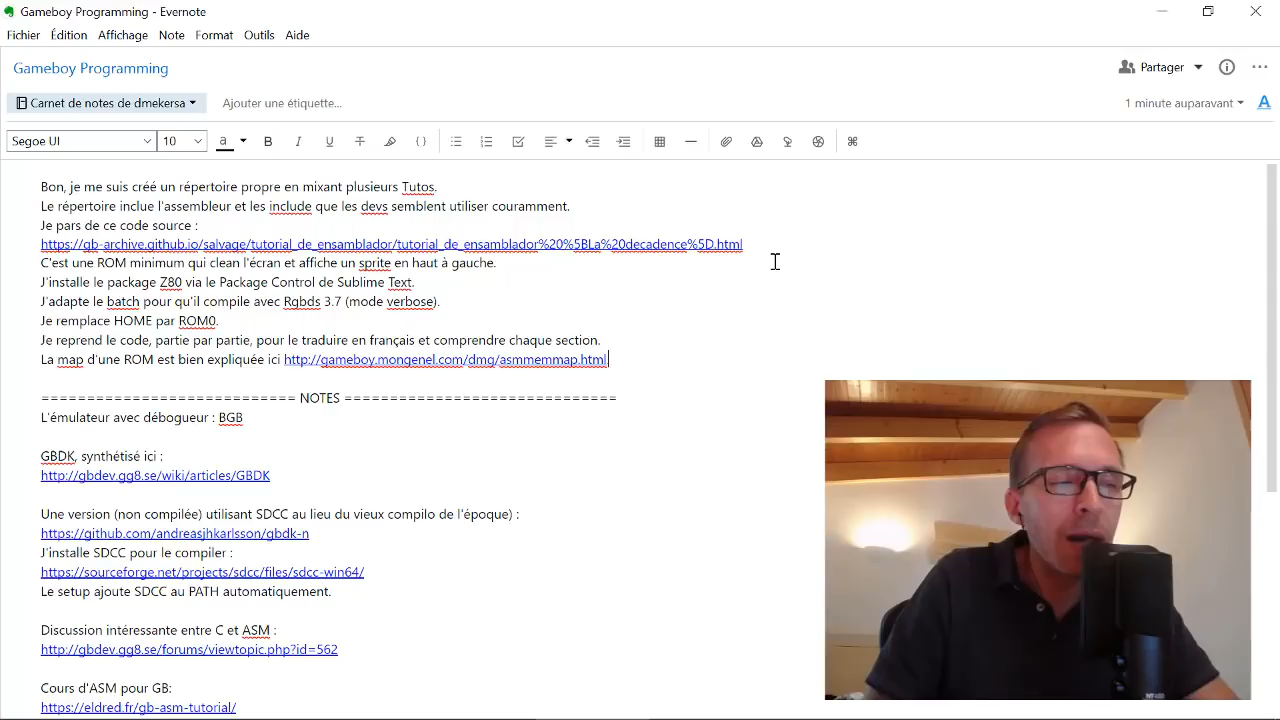 Gameboy Programming - Evernote
Fichier Édition Affichage Note Format Outils Aide
Gameboy Programming
Partager
Carnet de notes de dmekersa
Ajouter une étiquette...
1 minute auparavant
Segoe UI 10
Bon, je me suis créé un répertoire propre en mixant plusieurs Tutos.
Le répertoire inclue l'assembleur et les include que les devs semblent utiliser couramment.
Je pars de ce code source :
https://gb-archive.github.io/salvage/tutorial_de_ensamblador/tutorial_de_ensamblador%20%5BLa%20decadence%5D.html
C'est une ROM minimum qui clean l'écran et affiche un sprite en haut à gauche.
J'installe le package Z80 via le Package Control de Sublime Text.
J'adapte le batch pour qu'il compile avec Rgbds 3.7 (mode verbose).
Je remplace HOME par ROM0.
Je reprend le code, partie par partie, pour le traduire en français et comprendre chaque section.
La map d'une ROM est bien expliquée ici http://gameboy.mongenel.com/dmg/asmmemmap.html
============================ NOTES ==============================
L'émulateur avec débogueur : BGB
GBDK, synthétisé ici :
http://gbdev.gg8.se/wiki/articles/GBDK
Une version (non compilée) utilisant SDCC au lieu du vieux compilo de l'époque) :
https://github.com/andreasjhkarlsson/gbdk-n
J'installe SDCC pour le compiler :
https://sourceforge.net/projects/sdcc/files/sdcc-win64/
Le setup ajoute SDCC au PATH automatiquement.
Discussion intéressante entre C et ASM :
http://gbdev.gg8.se/forums/viewtopic.php?id=562
Cours d'ASM pour GB:
https://eldred.fr/gb-asm-tutorial/